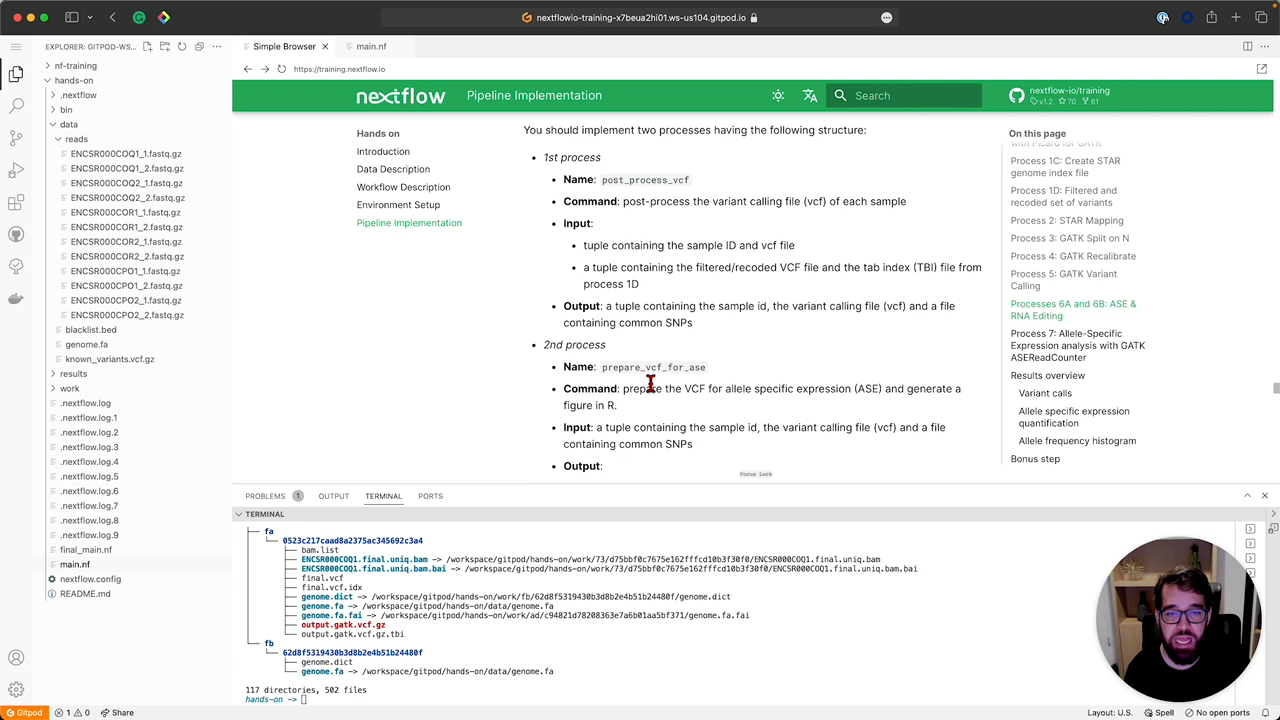 nextflowio-training-x7beua2hi01.ws-us104.gitpod.io
EXPLORER: GITPOD-WS...
nf-training
hands-on
.nextflow
bin
data
reads
ENCSR000COQ1_1.fastq.gz
ENCSR000COQ1_2.fastq.gz
ENCSR000COQ2_1.fastq.gz
ENCSR000COQ2_2.fastq.gz
ENCSR000COR1_1.fastq.gz
ENCSR000COR1_2.fastq.gz
ENCSR000COR2_1.fastq.gz
ENCSR000COR2_2.fastq.gz
ENCSR000CPO1_1.fastq.gz
ENCSR000CPO1_2.fastq.gz
ENCSR000CPO2_1.fastq.gz
ENCSR000CPO2_2.fastq.gz
blacklist.bed
genome.fa
known_variants.vcf.gz
results
work
.nextflow.log
.nextflow.log.1
.nextflow.log.2
.nextflow.log.3
.nextflow.log.4
.nextflow.log.5
.nextflow.log.6
.nextflow.log.7
.nextflow.log.8
.nextflow.log.9
final_main.nf
main.nf
nextflow.config
README.md
Simple Browser
main.nf
https://training.nextflow.io
nextflow
Pipeline Implementation
Search
nextflow-io/training
v1.2 70 61
Hands on
Introduction
Data Description
Workflow Description
Environment Setup
Pipeline Implementation
You should implement two processes having the following structure:
1st process
Name: post_process_vcf
Command: post-process the variant calling file (vcf) of each sample
Input:
tuple containing the sample ID and vcf file
a tuple containing the filtered/recoded VCF file and the tab index (TBI) file from
process 1D
Output: a tuple containing the sample id, the variant calling file (vcf) and a file
containing common SNPs
2nd process
Name: prepare_vcf_for_ase
Command: prepare the VCF for allele specific expression (ASE) and generate a
figure in R.
Input: a tuple containing the sample id, the variant calling file (vcf) and a file
containing common SNPs
Output:
Focus Lock
On this page
with Picard for GATK
Process 1C: Create STAR
genome index file
Process 1D: Filtered and
recoded set of variants
Process 2: STAR Mapping
Process 3: GATK Split on N
Process 4: GATK Recalibrate
Process 5: GATK Variant
Calling
Processes 6A and 6B: ASE &
RNA Editing
Process 7: Allele-Specific
Expression analysis with GATK
ASEReadCounter
Results overview
Variant calls
Allele specific expression
quantification
Allele frequency histogram
Bonus step
PROBLEMS 1 OUTPUT TERMINAL PORTS
TERMINAL
fa
0523c217caad8a2375ac345692c3a4
bam.list
ENCSR000COQ1.final.uniq.bam -> /workspace/gitpod/hands-on/work/73/d75bbf0c7675e162fffcd10b3f30f0/ENCSR000COQ1.final.uniq.bam
ENCSR000COQ1.final.uniq.bam.bai -> /workspace/gitpod/hands-on/work/73/d75bbf0c7675e162fffcd10b3f30f0/ENCSR000COQ1.final.uniq.bam.bai
final.vcf
final.vcf.idx
genome.dict -> /workspace/gitpod/hands-on/work/fb/62d8f5319430b3d8b2e4b51b24480f/genome.dict
genome.fa -> /workspace/gitpod/hands-on/data/genome.fa
genome.fa.fai -> /workspace/gitpod/hands-on/work/ad/c94821d78208363e7a6b01aa5bf371/genome.fa.fai
output.gatk.vcf.gz
output.gatk.vcf.gz.tbi
fb
62d8f5319430b3d8b2e4b51b24480f
genome.dict
genome.fa -> /workspace/gitpod/hands-on/data/genome.fa
117 directories, 502 files
hands-on ->
Gitpod 1 0 Share
Layout: U.S. Spell No open ports